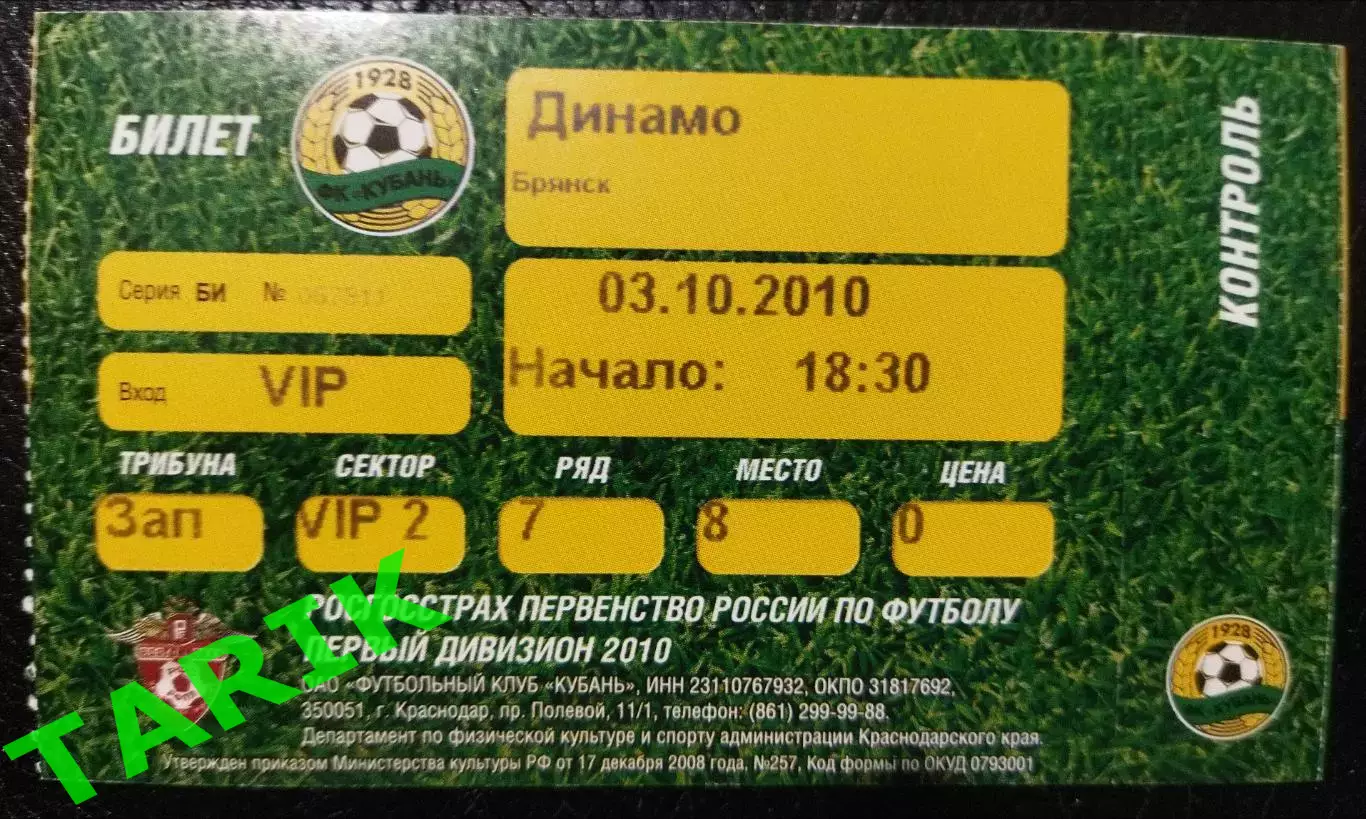 БИЛЕТ
1928
ФК «КУБАНЬ»
Динамо
Брянск
КОНТРОЛЬ
Серия БИ №
03.10.2010
Начало: 18:30
Вход VIP
ТРИБУНА СЕКТОР РЯД МЕСТО ЦЕНА
Зап VIP 2 7 8 0
РОСГОССТРАХ ПЕРВЕНСТВО РОССИИ ПО ФУТБОЛУ
ПЕРВЫЙ ДИВИЗИОН 2010
ОАО «ФУТБОЛЬНЫЙ КЛУБ «КУБАНЬ», ИНН 23110767932, ОКПО 31817692,
350051, г. Краснодар, пр. Полевой, 11/1, телефон: (861) 299-99-88.
Департамент по физической культуре и спорту администрации Краснодарского края.
Утвержден приказом Министерства культуры РФ от 17 декабря 2008 года, №257, Код формы по ОКУД 0793001
1928
TARIK